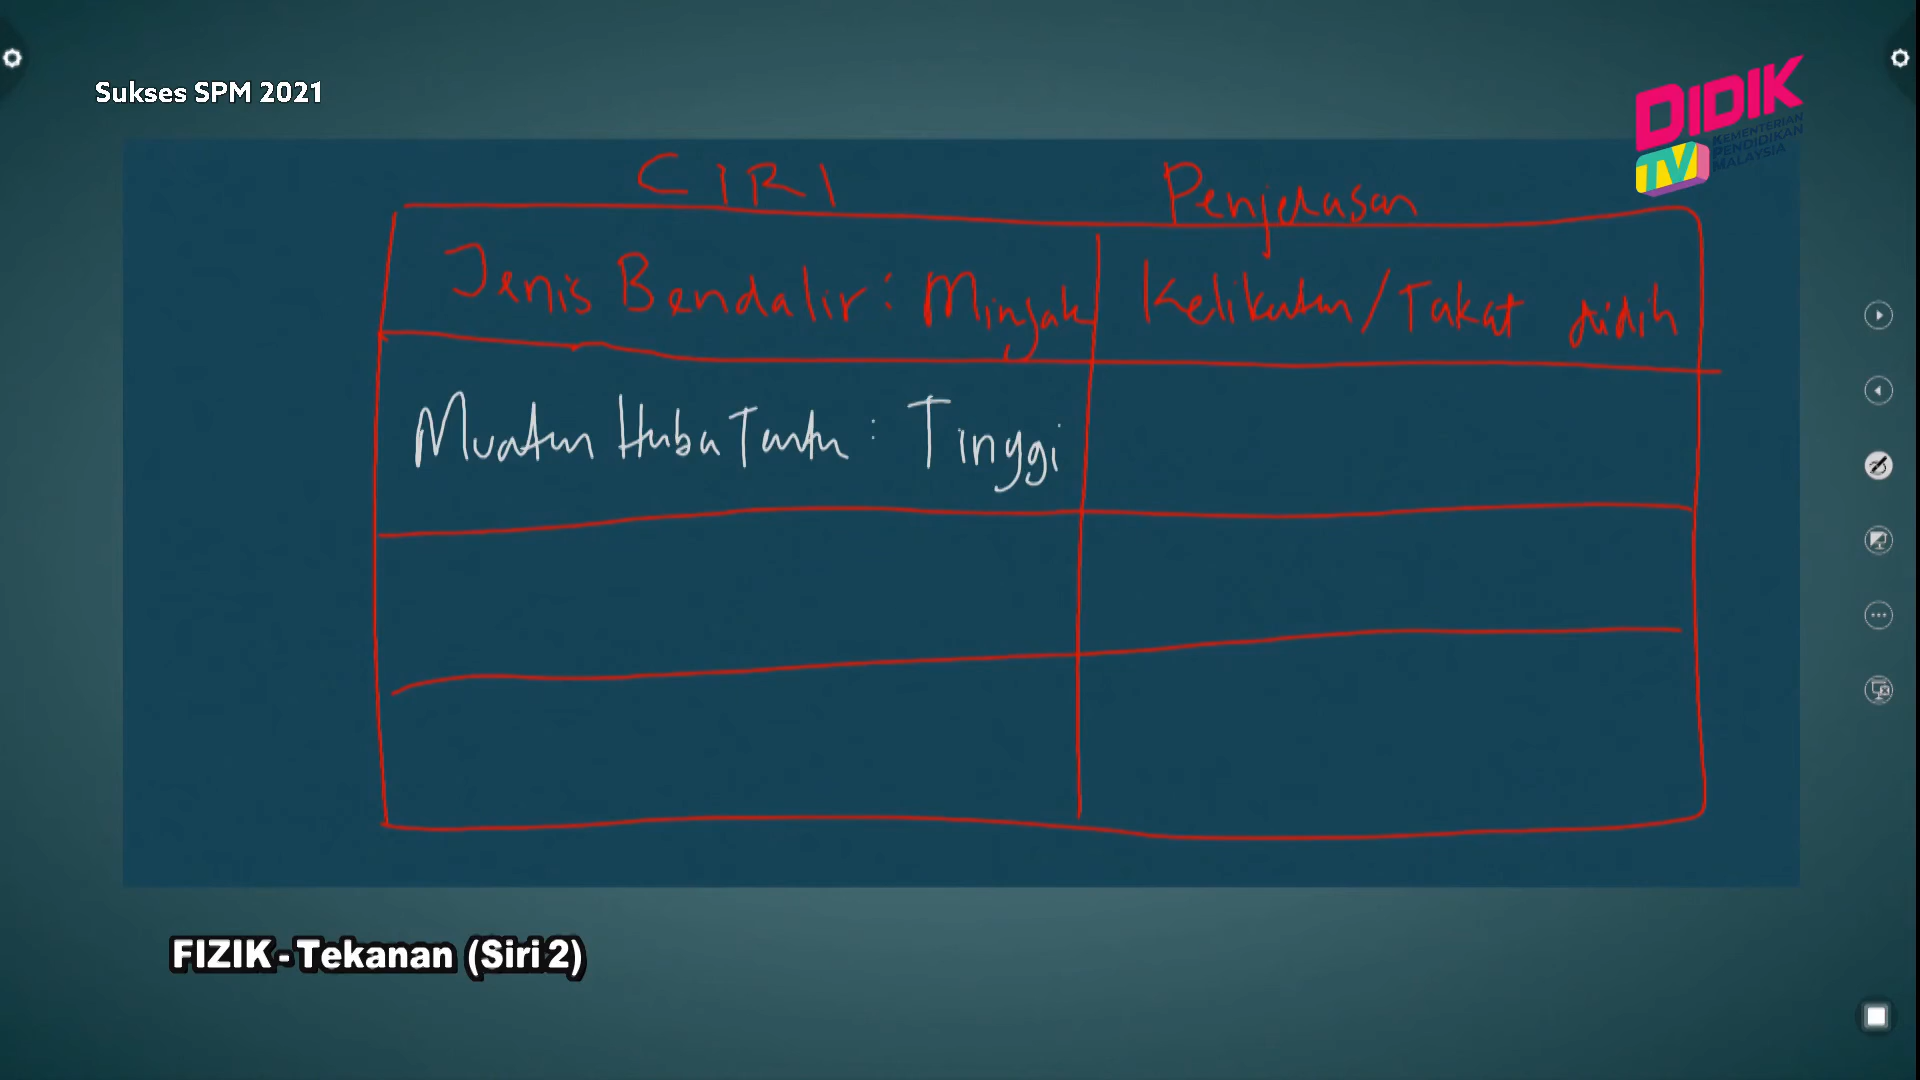 Sukses SPM 2021
DIDIK
TV
KEMENTERIAN
PENDIDIKAN
MALAYSIA
CIRI
Penjelasan
Jenis Bendalir : Minyak
Kelikatan/Takat didih
Muatan Haba Tentu : Tinggi
FIZIK - Tekanan (Siri 2)